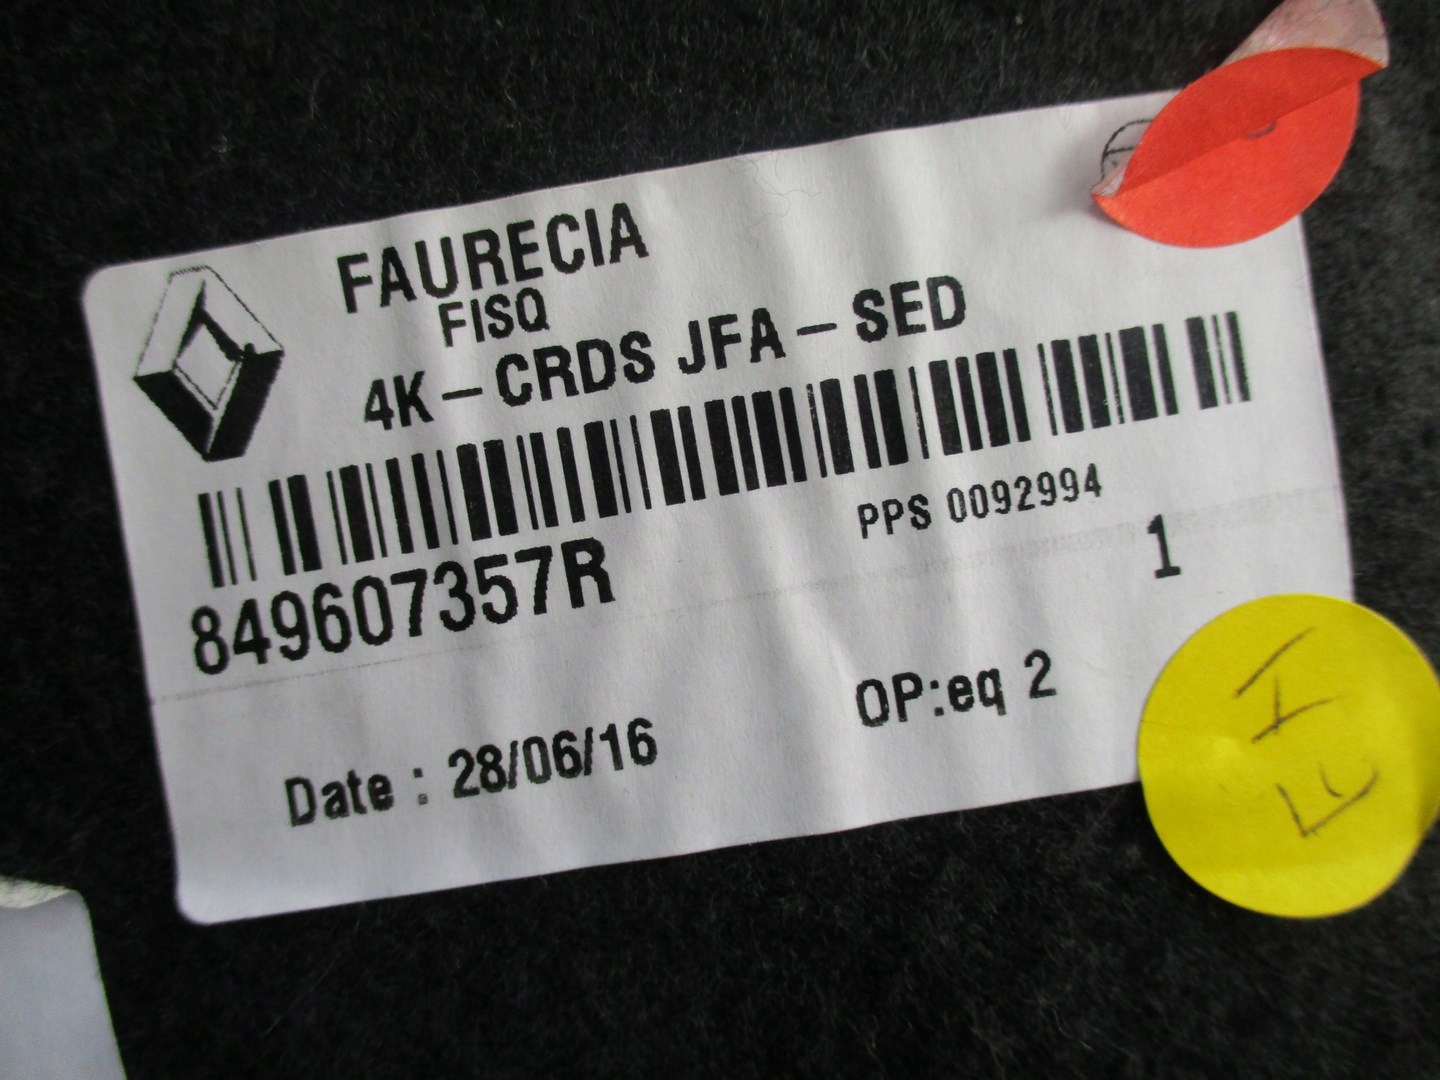 FAURECIA
FISQ
4K-CRDS JFA-SED
PPS 0092994
849607357R
1
OP:eq 2
Date : 28/06/16